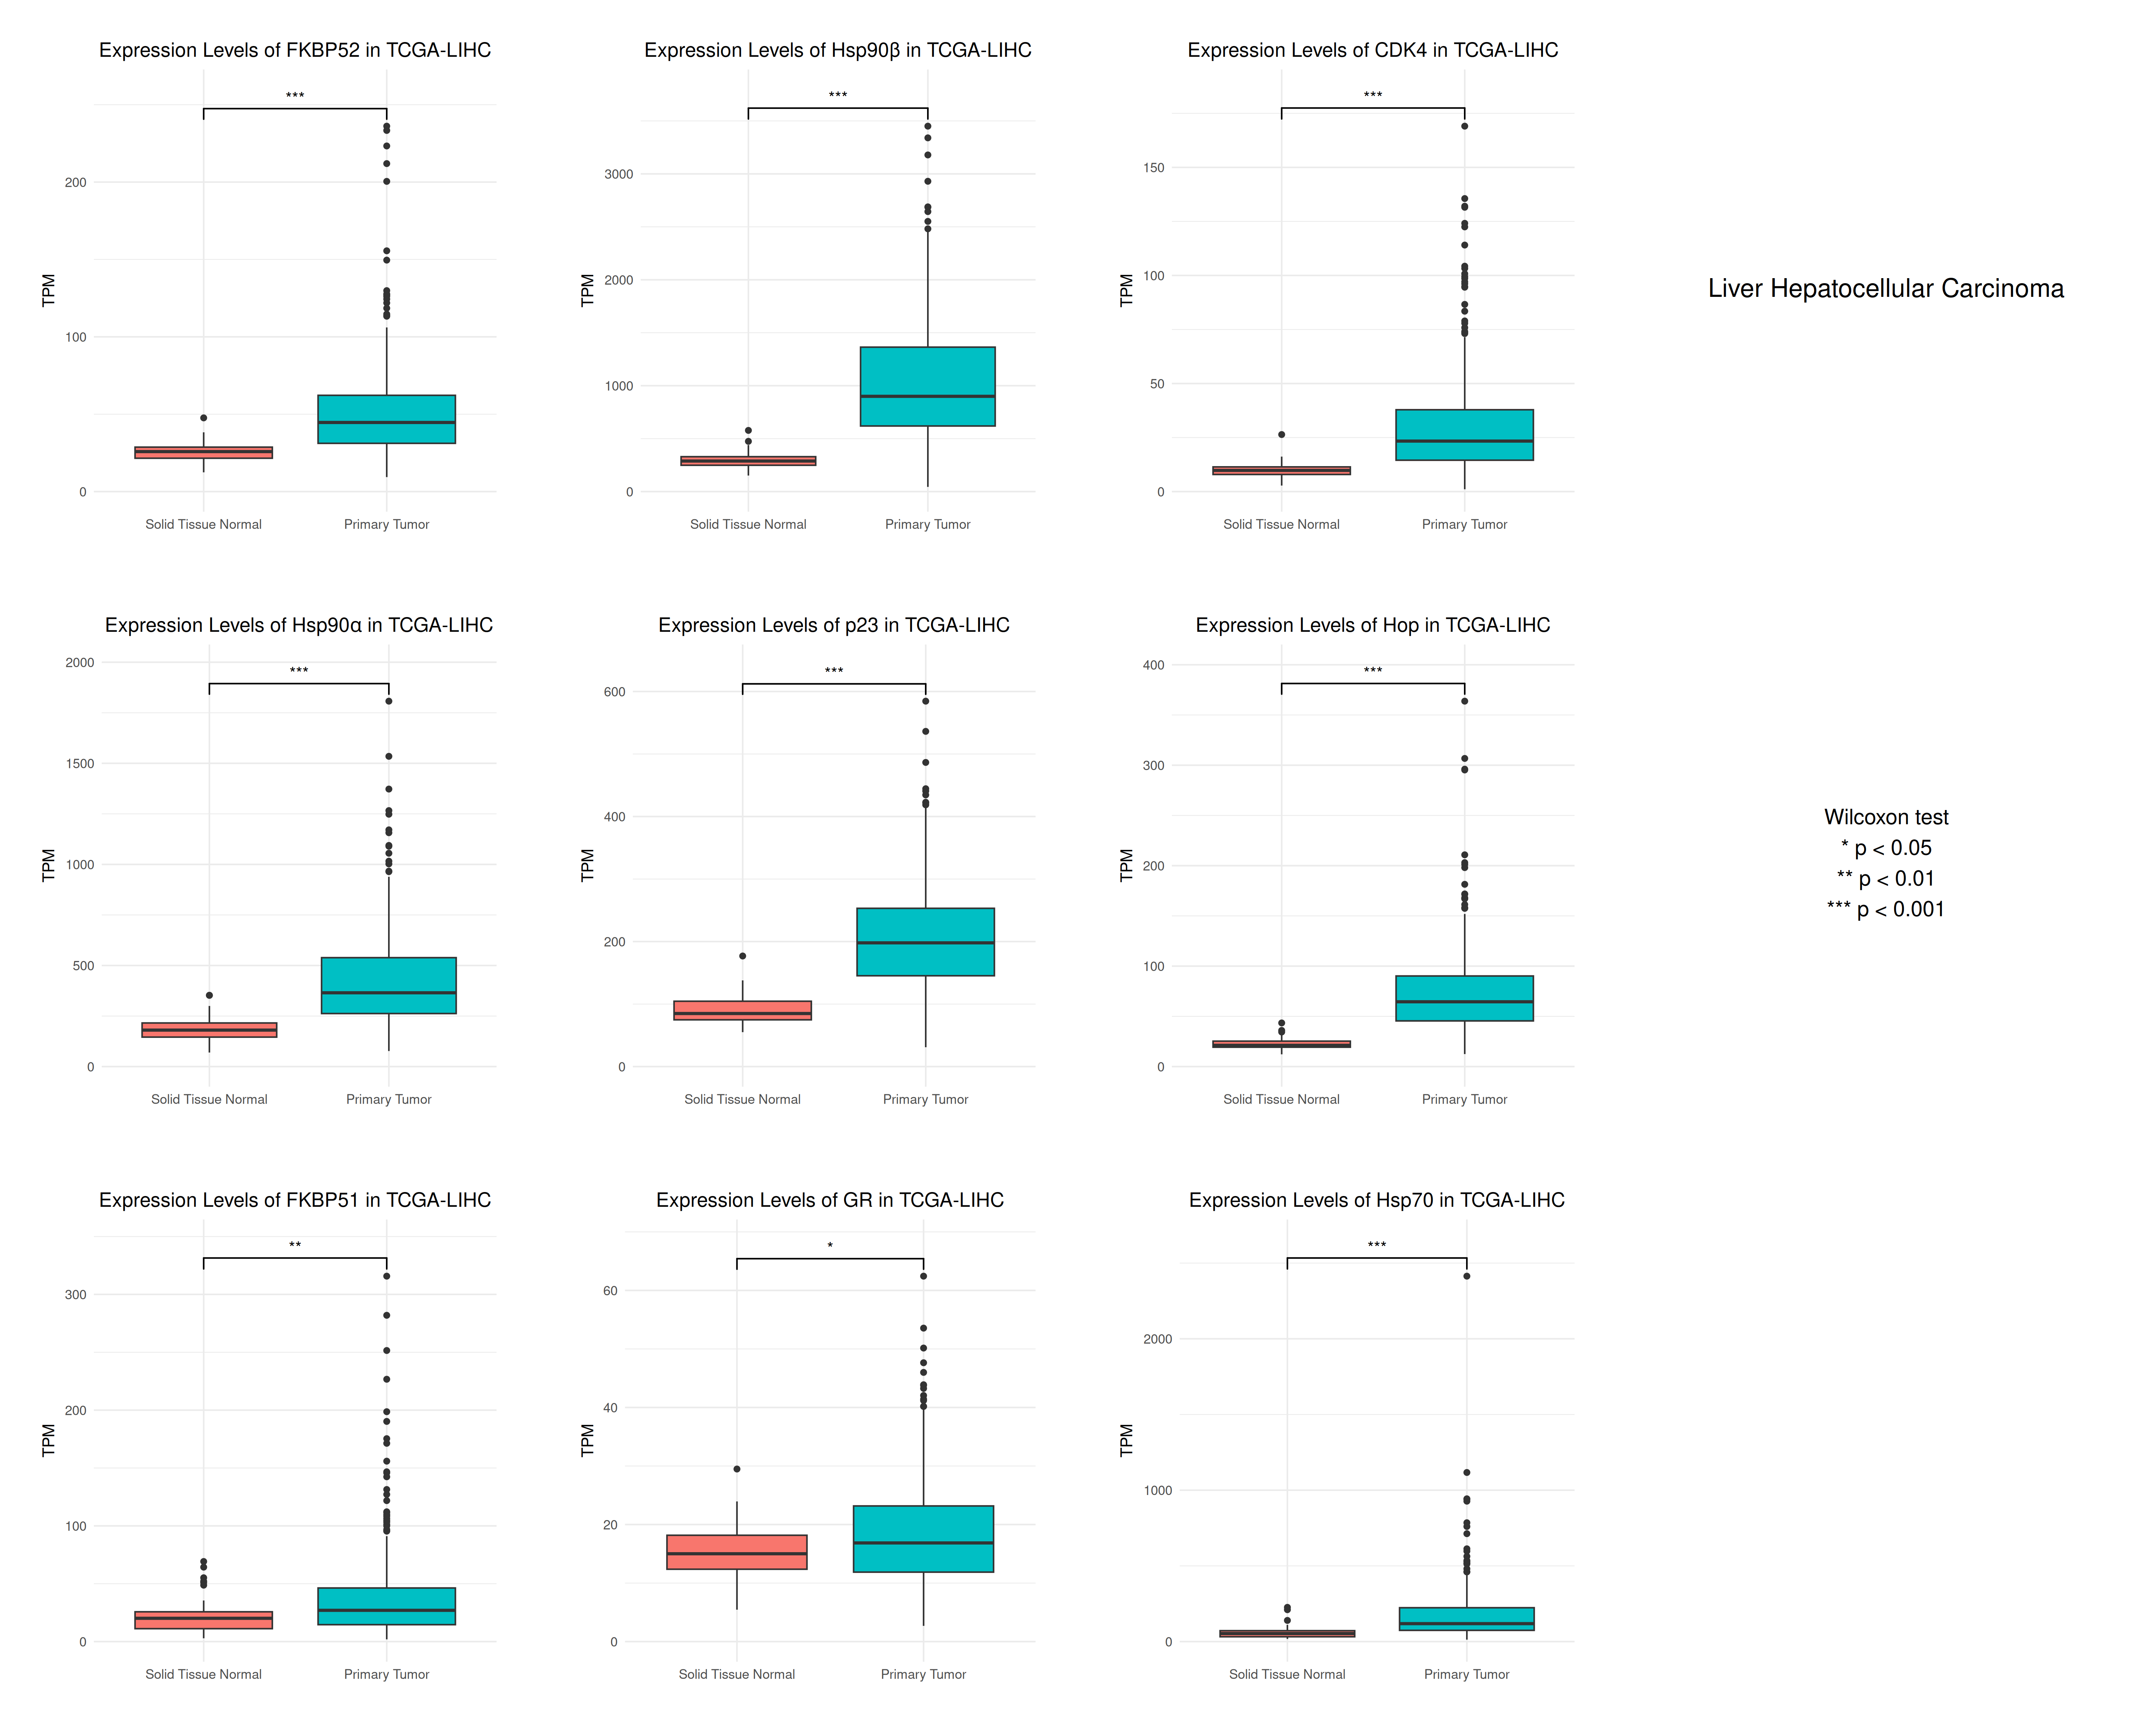 Expression Levels of FKBP52 in TCGA-LIHC
***
TPM
200
100
0
Solid Tissue Normal
Primary Tumor
Expression Levels of Hsp90β in TCGA-LIHC
***
TPM
3000
2000
1000
0
Solid Tissue Normal
Primary Tumor
Expression Levels of CDK4 in TCGA-LIHC
***
TPM
150
100
50
0
Solid Tissue Normal
Primary Tumor
Liver Hepatocellular Carcinoma
Expression Levels of Hsp90α in TCGA-LIHC
***
TPM
2000
1500
1000
500
0
Solid Tissue Normal
Primary Tumor
Expression Levels of p23 in TCGA-LIHC
***
TPM
600
400
200
0
Solid Tissue Normal
Primary Tumor
Expression Levels of Hop in TCGA-LIHC
***
TPM
400
300
200
100
0
Solid Tissue Normal
Primary Tumor
Wilcoxon test
* p < 0.05
** p < 0.01
*** p < 0.001
Expression Levels of FKBP51 in TCGA-LIHC
**
TPM
300
200
100
0
Solid Tissue Normal
Primary Tumor
Expression Levels of GR in TCGA-LIHC
*
TPM
60
40
20
0
Solid Tissue Normal
Primary Tumor
Expression Levels of Hsp70 in TCGA-LIHC
***
TPM
2000
1000
0
Solid Tissue Normal
Primary Tumor